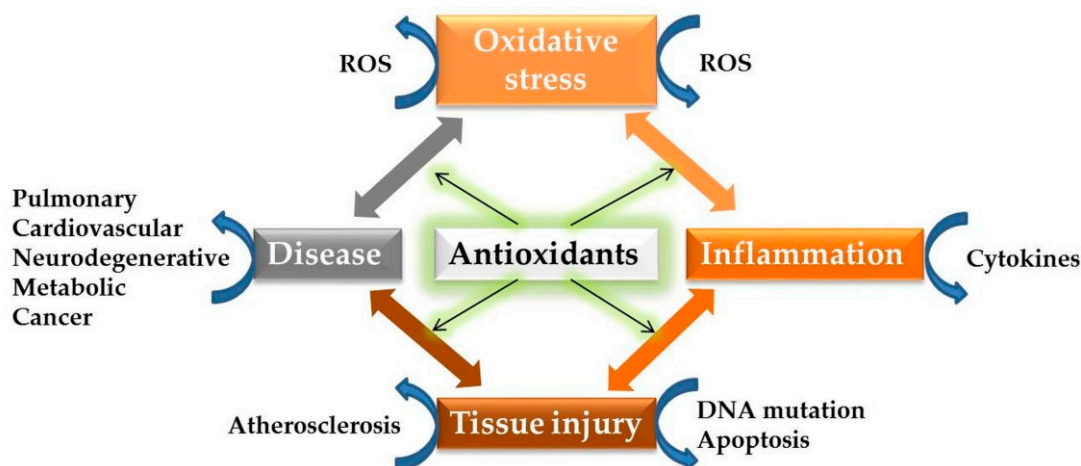 Oxidative
stress
ROS
ROS
Pulmonary
Cardiovascular
Neurodegenerative
Metabolic
Cancer
Disease
Antioxidants
Inflammation
Cytokines
Atherosclerosis
Tissue injury
DNA mutation
Apoptosis